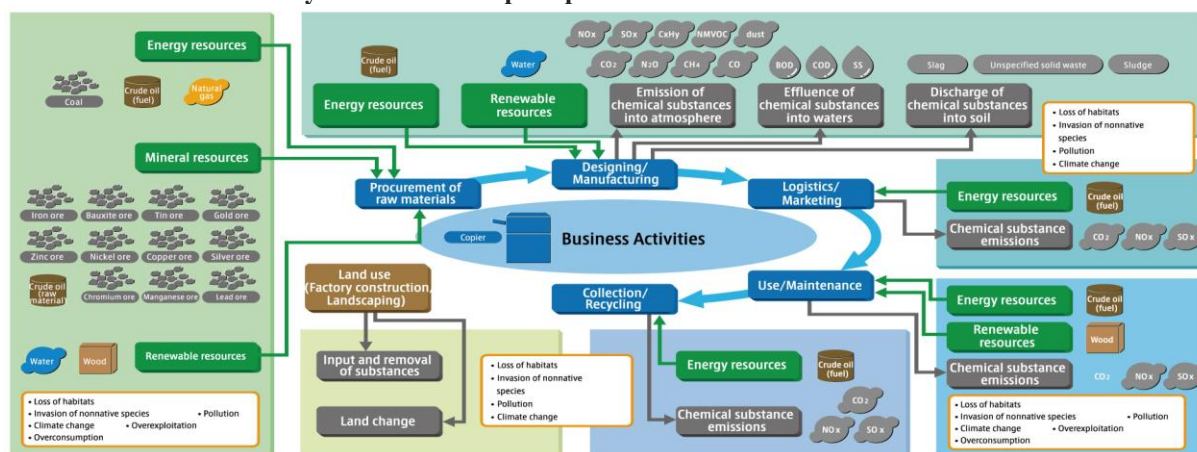 Energy resources
Coal
Crude oil
(fuel)
Natural
gas
Mineral resources
Iron ore
Bauxite ore
Tin ore
Gold ore
Zinc ore
Nickel ore
Copper ore
Silver ore
Crude oil
(raw
material)
Chromium ore
Manganese ore
Lead ore
Water
Wood
Renewable resources
• Loss of habitats
• Invasion of nonnative species
• Pollution
• Climate change
• Overexploitation
• Overconsumption
Crude oil
(fuel)
Energy resources
Water
Renewable
resources
NOx
SOx
CxHy
NMVOC
dust
CO2
N2O
CH4
CO
Emission of
chemical substances
into atmosphere
BOD
COD
SS
Effluence of
chemical substances
into waters
Slag
Unspecified solid waste
Sludge
Discharge of
chemical substances
into soil
• Loss of habitats
• Invasion of nonnative
species
• Pollution
• Climate change
Procurement of
raw materials
Designing/
Manufacturing
Logistics/
Marketing
Copier
Business Activities
Use/Maintenance
Collection/
Recycling
Energy resources
Crude oil
(fuel)
Chemical substance
emissions
CO2
NOx
SOx
Energy resources
Crude oil
(fuel)
Renewable
resources
Wood
Chemical substance
emissions
CO2
NOx
SOx
• Loss of habitats
• Invasion of nonnative species
• Pollution
• Climate change
• Overexploitation
• Overconsumption
Land use
(Factory construction,
Landscaping)
Input and removal
of substances
Land change
• Loss of habitats
• Invasion of nonnative
species
• Pollution
• Climate change
Energy resources
Crude oil
(fuel)
Chemical substance
emissions
CO2
NOx
SOx